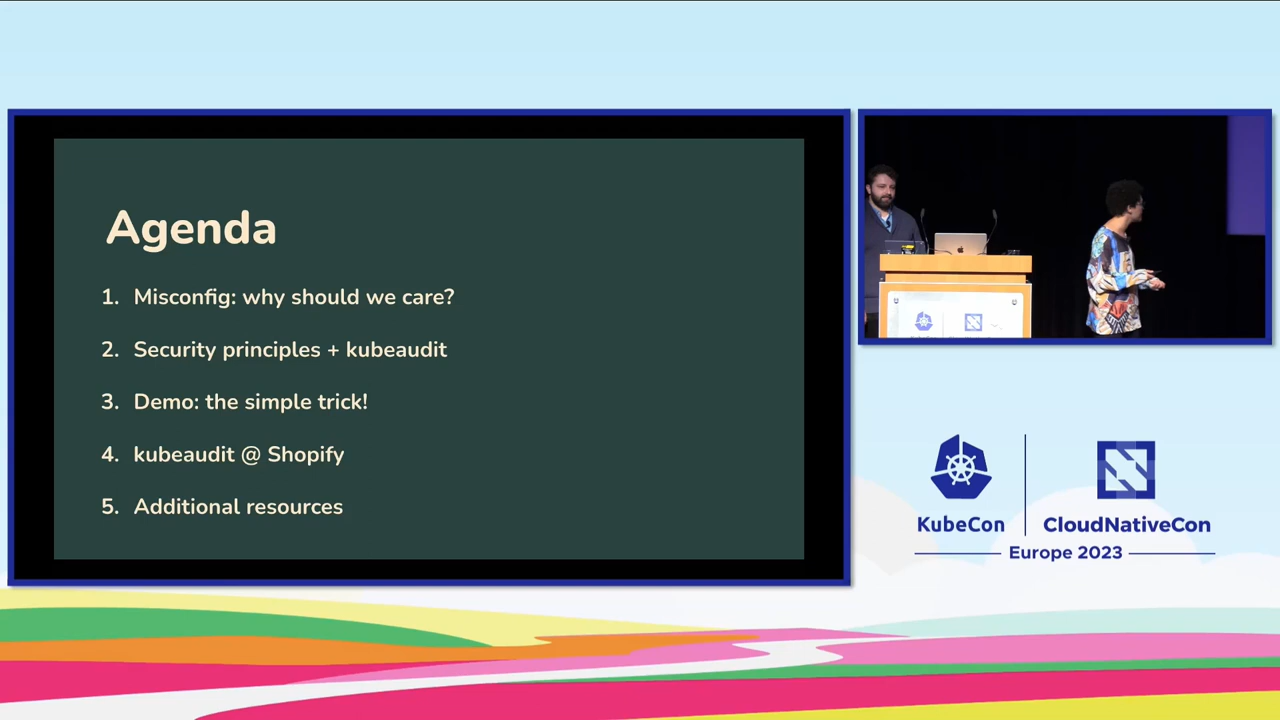 Agenda
1. Misconfig: why should we care?
2. Security principles + kubeaudit
3. Demo: the simple trick!
4. kubeaudit @ Shopify
5. Additional resources
KubeCon
CloudNativeCon
Europe 2023